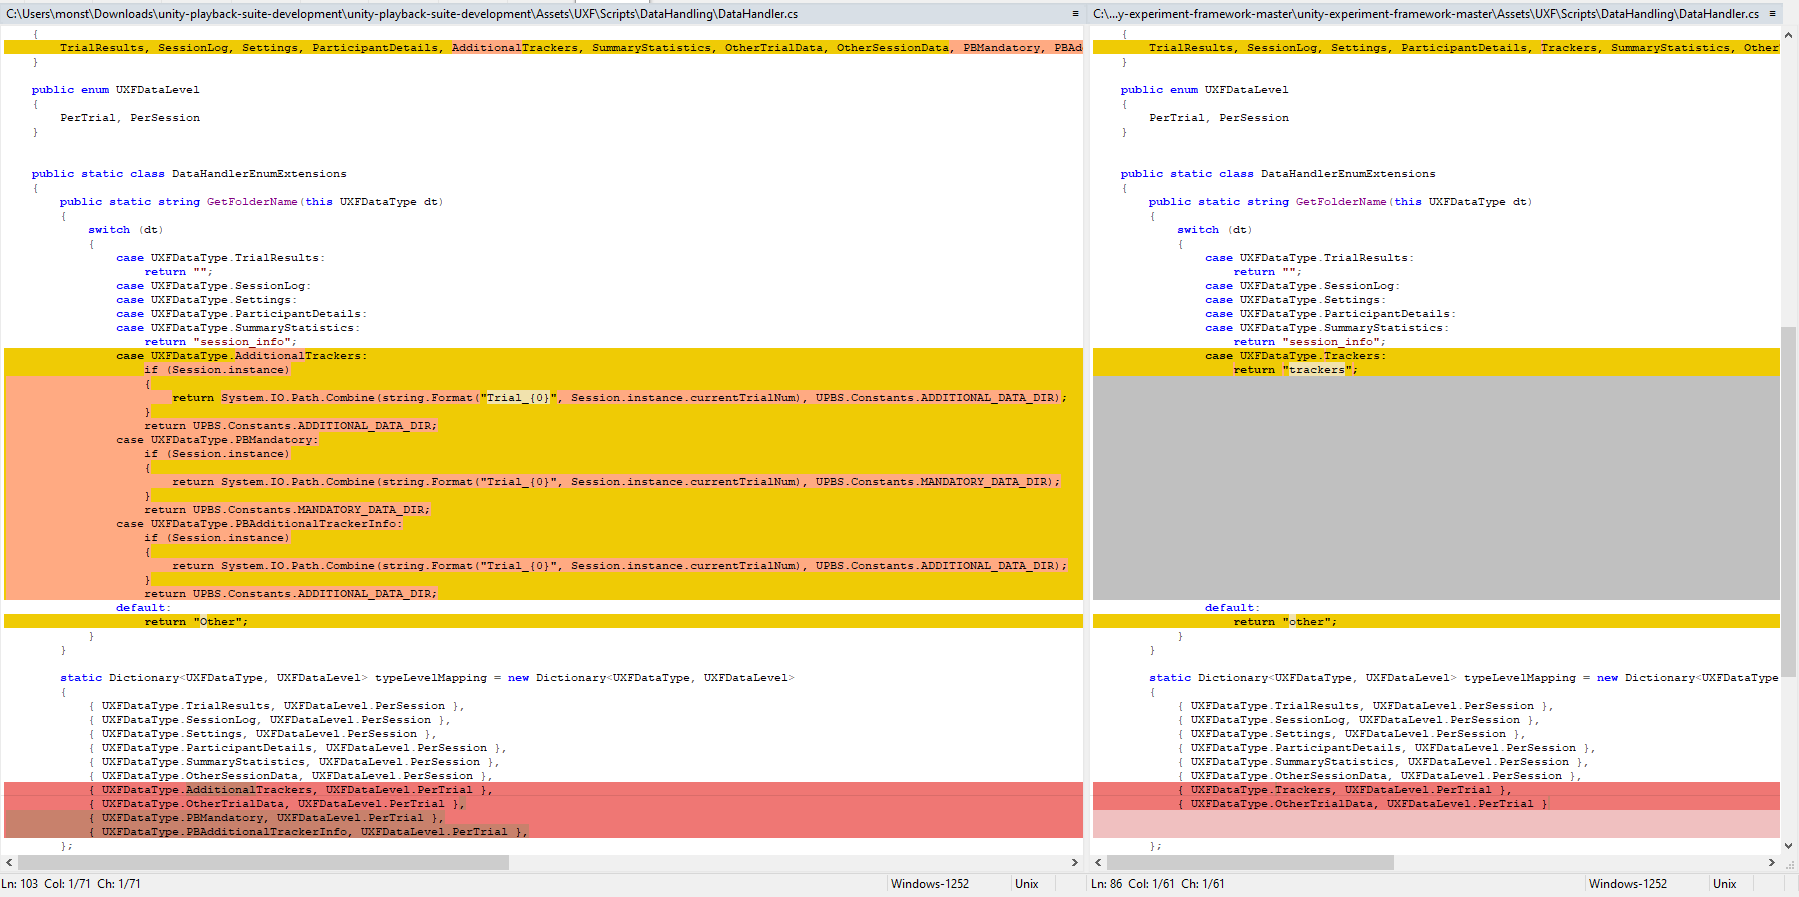 C:\Users\monst\Downloads\unity-playback-suite-development\unity-playback-suite-development\Assets\UXF\Scripts\DataHandling\DataHandler.cs
{
TrialResults, SessionLog, Settings, ParticipantDetails, AdditionalTrackers, SummaryStatistics, OtherTrialData, OtherSessionData, PBMandatory, PBAd
}
public enum UXFDataLevel
{
PerTrial, PerSession
}
public static class DataHandlerEnumExtensions
{
public static string GetFolderName(this UXFDataType dt)
{
switch (dt)
{
case UXFDataType.TrialResults:
return "";
case UXFDataType.SessionLog:
case UXFDataType.Settings:
case UXFDataType.ParticipantDetails:
case UXFDataType.SummaryStatistics:
return "session_info";
case UXFDataType.AdditionalTrackers:
if (Session.instance)
{
return System.IO.Path.Combine(string.Format("Trial_{0}", Session.instance.currentTrialNum), UPBS.Constants.ADDITIONAL_DATA_DIR);
}
return UPBS.Constants.ADDITIONAL_DATA_DIR;
case UXFDataType.PBMandatory:
if (Session.instance)
{
return System.IO.Path.Combine(string.Format("Trial_{0}", Session.instance.currentTrialNum), UPBS.Constants.MANDATORY_DATA_DIR);
}
return UPBS.Constants.MANDATORY_DATA_DIR;
case UXFDataType.PBAdditionalTrackerInfo:
if (Session.instance)
{
return System.IO.Path.Combine(string.Format("Trial_{0}", Session.instance.currentTrialNum), UPBS.Constants.ADDITIONAL_DATA_DIR);
}
return UPBS.Constants.ADDITIONAL_DATA_DIR;
default:
return "Other";
}
}
static Dictionary<UXFDataType, UXFDataLevel> typeLevelMapping = new Dictionary<UXFDataType, UXFDataLevel>
{
{ UXFDataType.TrialResults, UXFDataLevel.PerSession },
{ UXFDataType.SessionLog, UXFDataLevel.PerSession },
{ UXFDataType.Settings, UXFDataLevel.PerSession },
{ UXFDataType.ParticipantDetails, UXFDataLevel.PerSession },
{ UXFDataType.SummaryStatistics, UXFDataLevel.PerSession },
{ UXFDataType.OtherSessionData, UXFDataLevel.PerSession },
{ UXFDataType.AdditionalTrackers, UXFDataLevel.PerTrial },
{ UXFDataType.OtherTrialData, UXFDataLevel.PerTrial },
{ UXFDataType.PBMandatory, UXFDataLevel.PerTrial },
{ UXFDataType.PBAdditionalTrackerInfo, UXFDataLevel.PerTrial },
};
Ln: 103 Col: 1/71 Ch: 1/71
Windows-1252
Unix
C:\...y-experiment-framework-master\unity-experiment-framework-master\Assets\UXF\Scripts\DataHandling\DataHandler.cs
{
TrialResults, SessionLog, Settings, ParticipantDetails, Trackers, SummaryStatistics, Other
}
public enum UXFDataLevel
{
PerTrial, PerSession
}
public static class DataHandlerEnumExtensions
{
public static string GetFolderName(this UXFDataType dt)
{
switch (dt)
{
case UXFDataType.TrialResults:
return "";
case UXFDataType.SessionLog:
case UXFDataType.Settings:
case UXFDataType.ParticipantDetails:
case UXFDataType.SummaryStatistics:
return "session_info";
case UXFDataType.Trackers:
return "trackers";
default:
return "other";
}
}
static Dictionary<UXFDataType, UXFDataLevel> typeLevelMapping = new Dictionary<UXFDataType
{
{ UXFDataType.TrialResults, UXFDataLevel.PerSession },
{ UXFDataType.SessionLog, UXFDataLevel.PerSession },
{ UXFDataType.Settings, UXFDataLevel.PerSession },
{ UXFDataType.ParticipantDetails, UXFDataLevel.PerSession },
{ UXFDataType.SummaryStatistics, UXFDataLevel.PerSession },
{ UXFDataType.OtherSessionData, UXFDataLevel.PerSession },
{ UXFDataType.Trackers, UXFDataLevel.PerTrial },
{ UXFDataType.OtherTrialData, UXFDataLevel.PerTrial }
};
Ln: 86 Col: 1/61 Ch: 1/61
Windows-1252
Unix